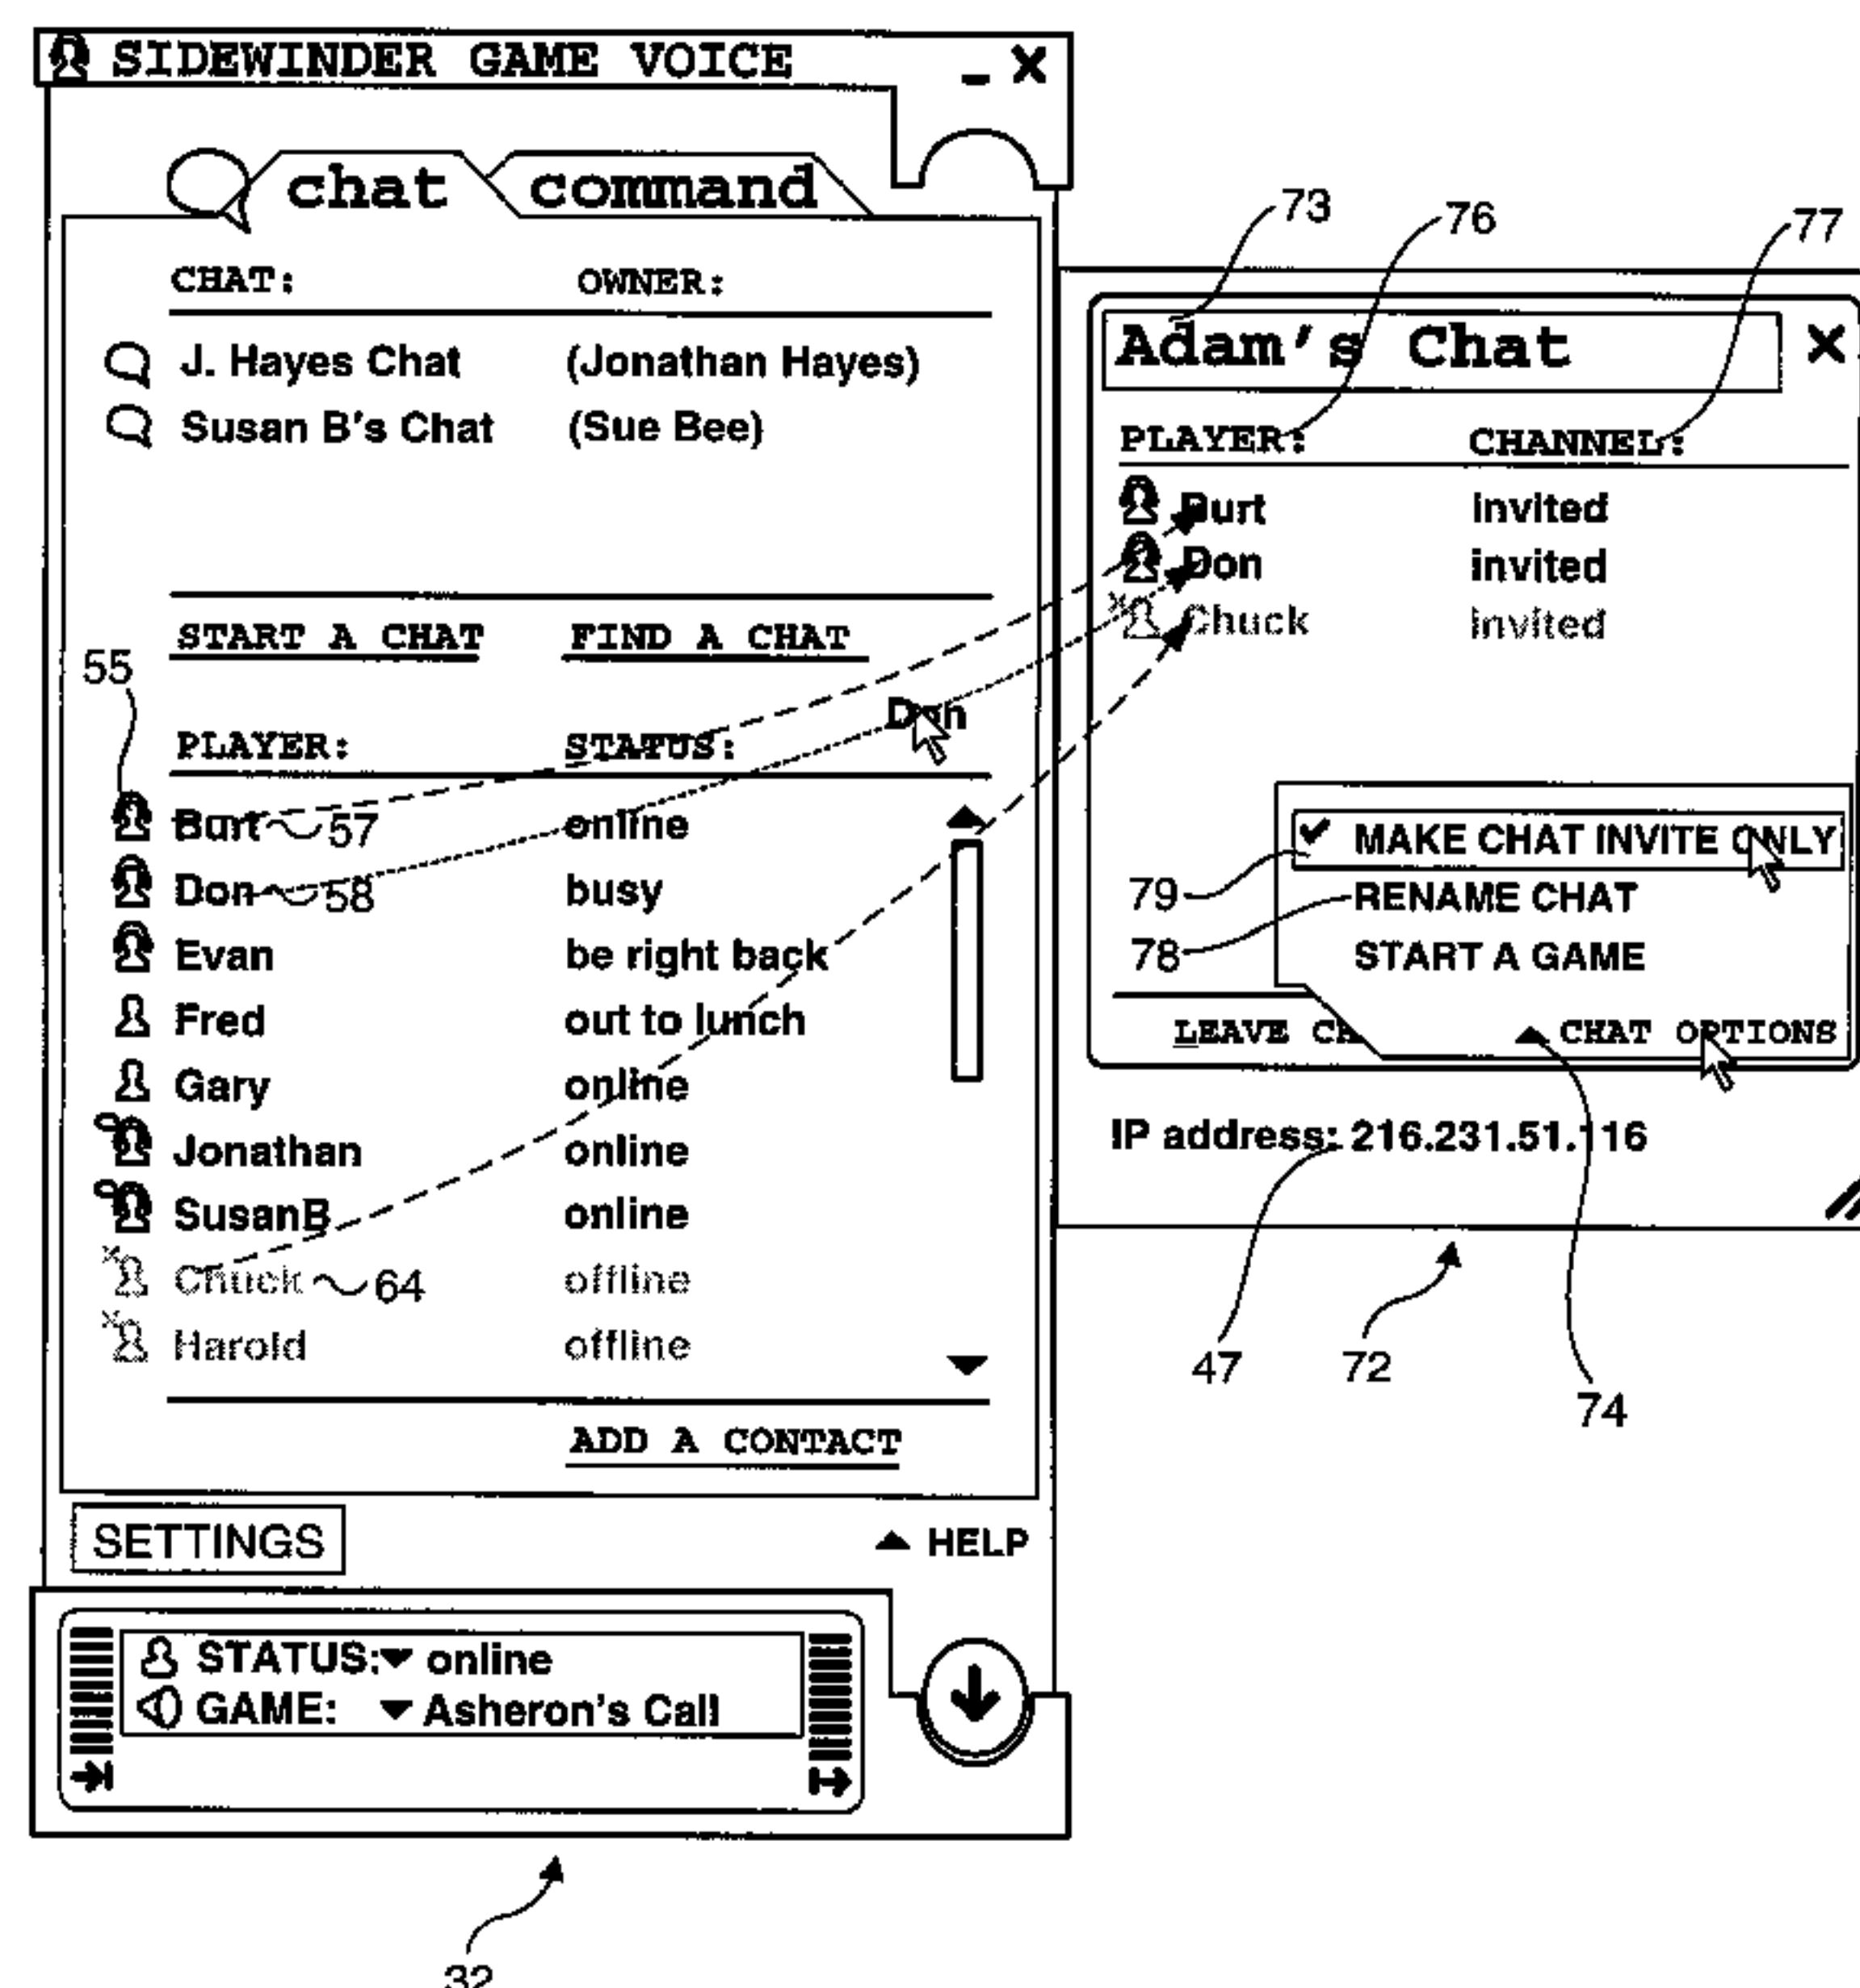 SIDEWINDER GAME VOICE
chat command
CHAT: OWNER:
J. Hayes Chat (Jonathan Hayes)
Susan B's Chat (Sue Bee)
START A CHAT FIND A CHAT
55
Don
PLAYER: STATUS:
Burt 57 online
Don 58 busy
Evan be right back
Fred out to lunch
Gary online
Jonathan online
SusanB online
Chuck 64 offline
Harold offline
ADD A CONTACT
SETTINGS HELP
STATUS: online
GAME: Asheron's Call
32
73 76 77
Adam's Chat X
PLAYER: CHANNEL:
Burt invited
Don invited
Chuck invited
MAKE CHAT INVITE ONLY
79
RENAME CHAT
78
START A GAME
LEAVE CHAT OPTIONS
IP address: 216.231.51.116
47 72 74